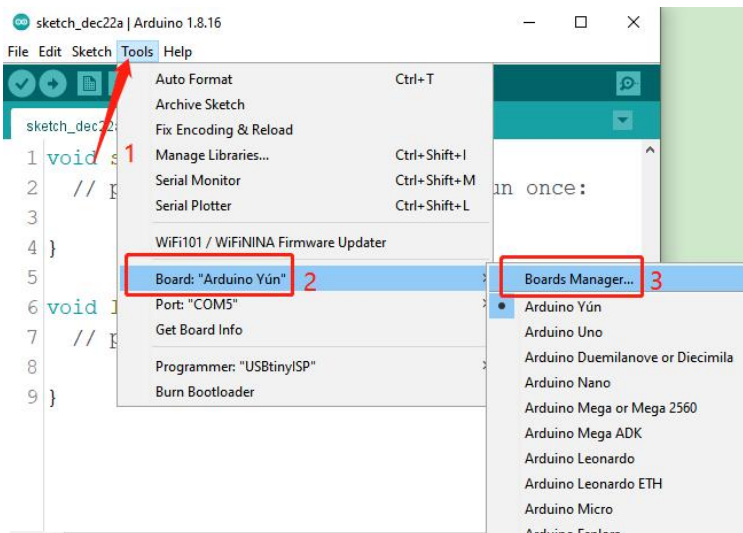 sketch_dec22a | Arduino 1.8.16
File Edit Sketch Tools Help
Auto Format Ctrl+T
Archive Sketch
sketch_dec22
Fix Encoding & Reload
1 void s
1
Manage Libraries... Ctrl+Shift+I
2 // p
Serial Monitor Ctrl+Shift+M
un once:
3
Serial Plotter Ctrl+Shift+L
4 }
WiFi101 / WiFiNINA Firmware Updater
5
Board: "Arduino Yún" 2
Boards Manager... 3
6 void l
Port: "COM5"
Arduino Yún
7 // p
Get Board Info
Arduino Uno
8
Programmer: "USBtinyISP"
Arduino Duemilanove or Diecimila
9 }
Burn Bootloader
Arduino Nano
Arduino Mega or Mega 2560
Arduino Mega ADK
Arduino Leonardo
Arduino Leonardo ETH
Arduino Micro